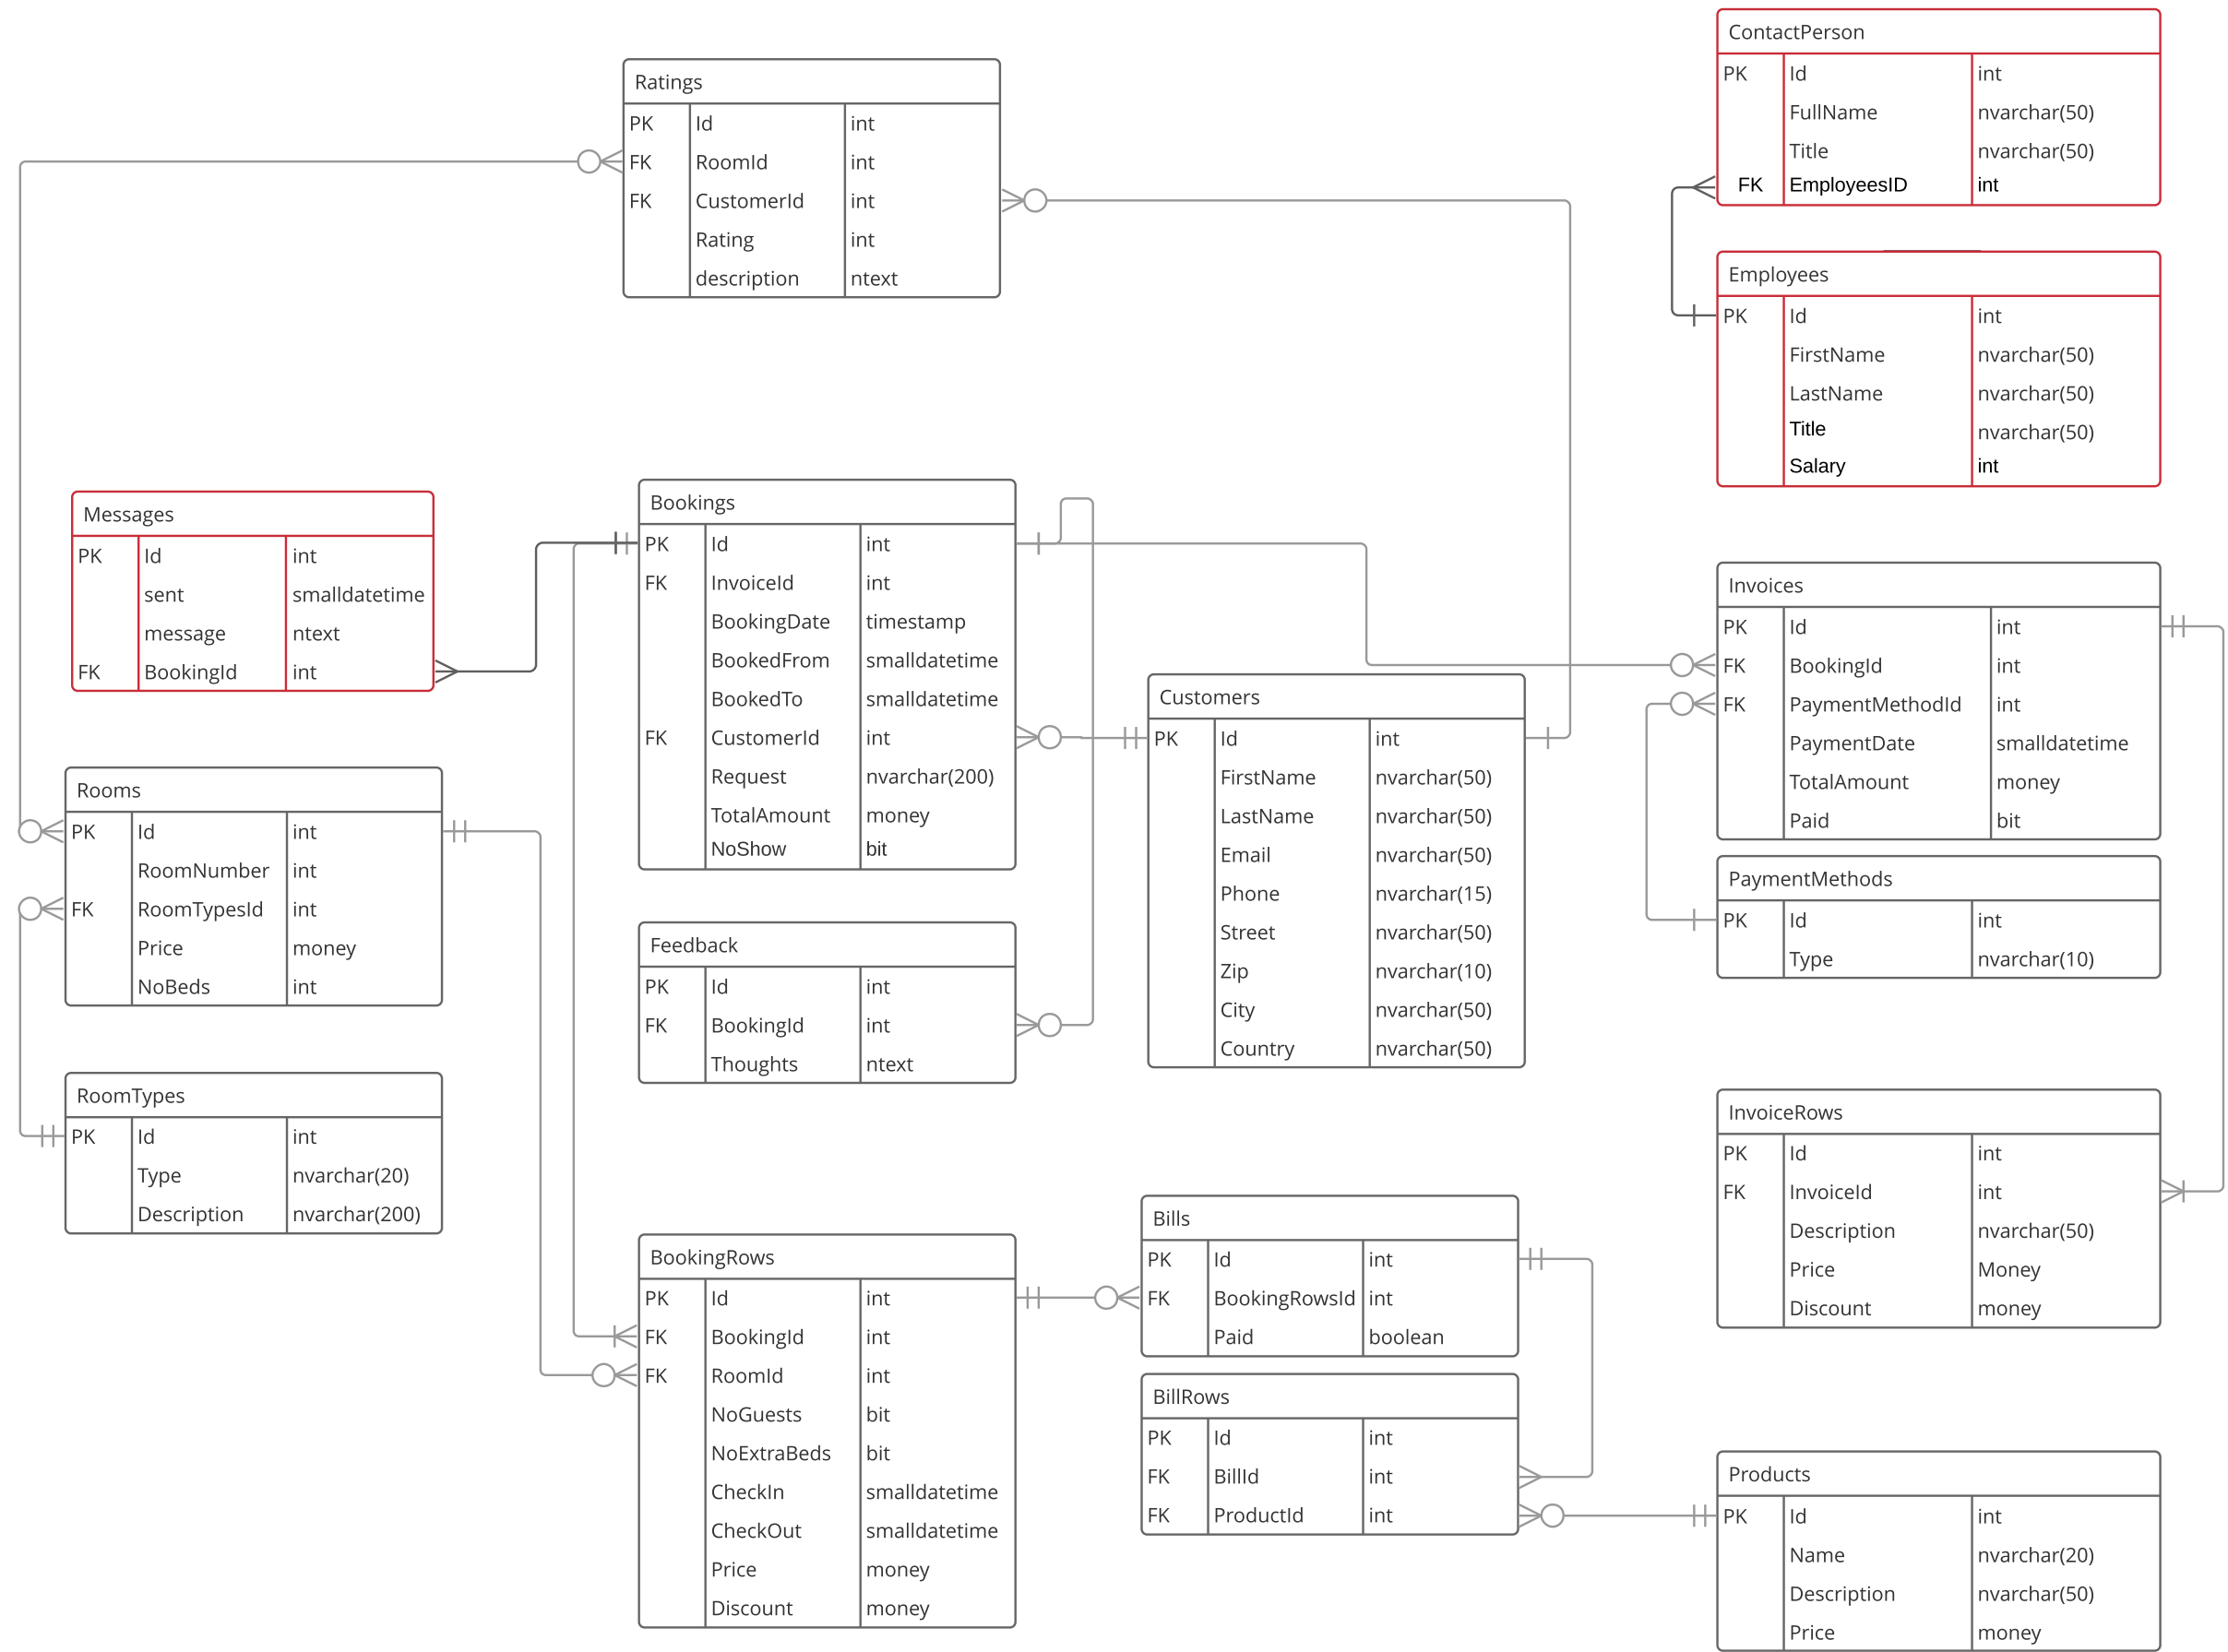 ContactPerson
PK Id int
FullName nvarchar(50)
Title nvarchar(50)
FK EmployeesID int
Ratings
PK Id int
FK RoomId int
FK CustomerId int
Rating int
description ntext
Employees
PK Id int
FirstName nvarchar(50)
LastName nvarchar(50)
Title nvarchar(50)
Salary int
Messages
PK Id int
sent smalldatetime
message ntext
FK BookingId int
Bookings
PK Id int
FK InvoiceId int
BookingDate timestamp
BookedFrom smalldatetime
BookedTo smalldatetime
FK CustomerId int
Request nvarchar(200)
TotalAmount money
NoShow bit
Customers
PK Id int
FirstName nvarchar(50)
LastName nvarchar(50)
Email nvarchar(50)
Phone nvarchar(15)
Street nvarchar(50)
Zip nvarchar(10)
City nvarchar(50)
Country nvarchar(50)
Invoices
PK Id int
FK BookingId int
FK PaymentMethodId int
PaymentDate smalldatetime
TotalAmount money
Paid bit
Rooms
PK Id int
RoomNumber int
FK RoomTypesId int
Price money
NoBeds int
PaymentMethods
PK Id int
Type nvarchar(10)
Feedback
PK Id int
FK BookingId int
Thoughts ntext
RoomTypes
PK Id int
Type nvarchar(20)
Description nvarchar(200)
InvoiceRows
PK Id int
FK InvoiceId int
Description nvarchar(50)
Price Money
Discount money
BookingRows
PK Id int
FK BookingId int
FK RoomId int
NoGuests bit
NoExtraBeds bit
CheckIn smalldatetime
CheckOut smalldatetime
Price money
Discount money
Bills
PK Id int
FK BookingRowsId int
Paid boolean
BillRows
PK Id int
FK BillId int
FK ProductId int
Products
PK Id int
Name nvarchar(20)
Description nvarchar(50)
Price money